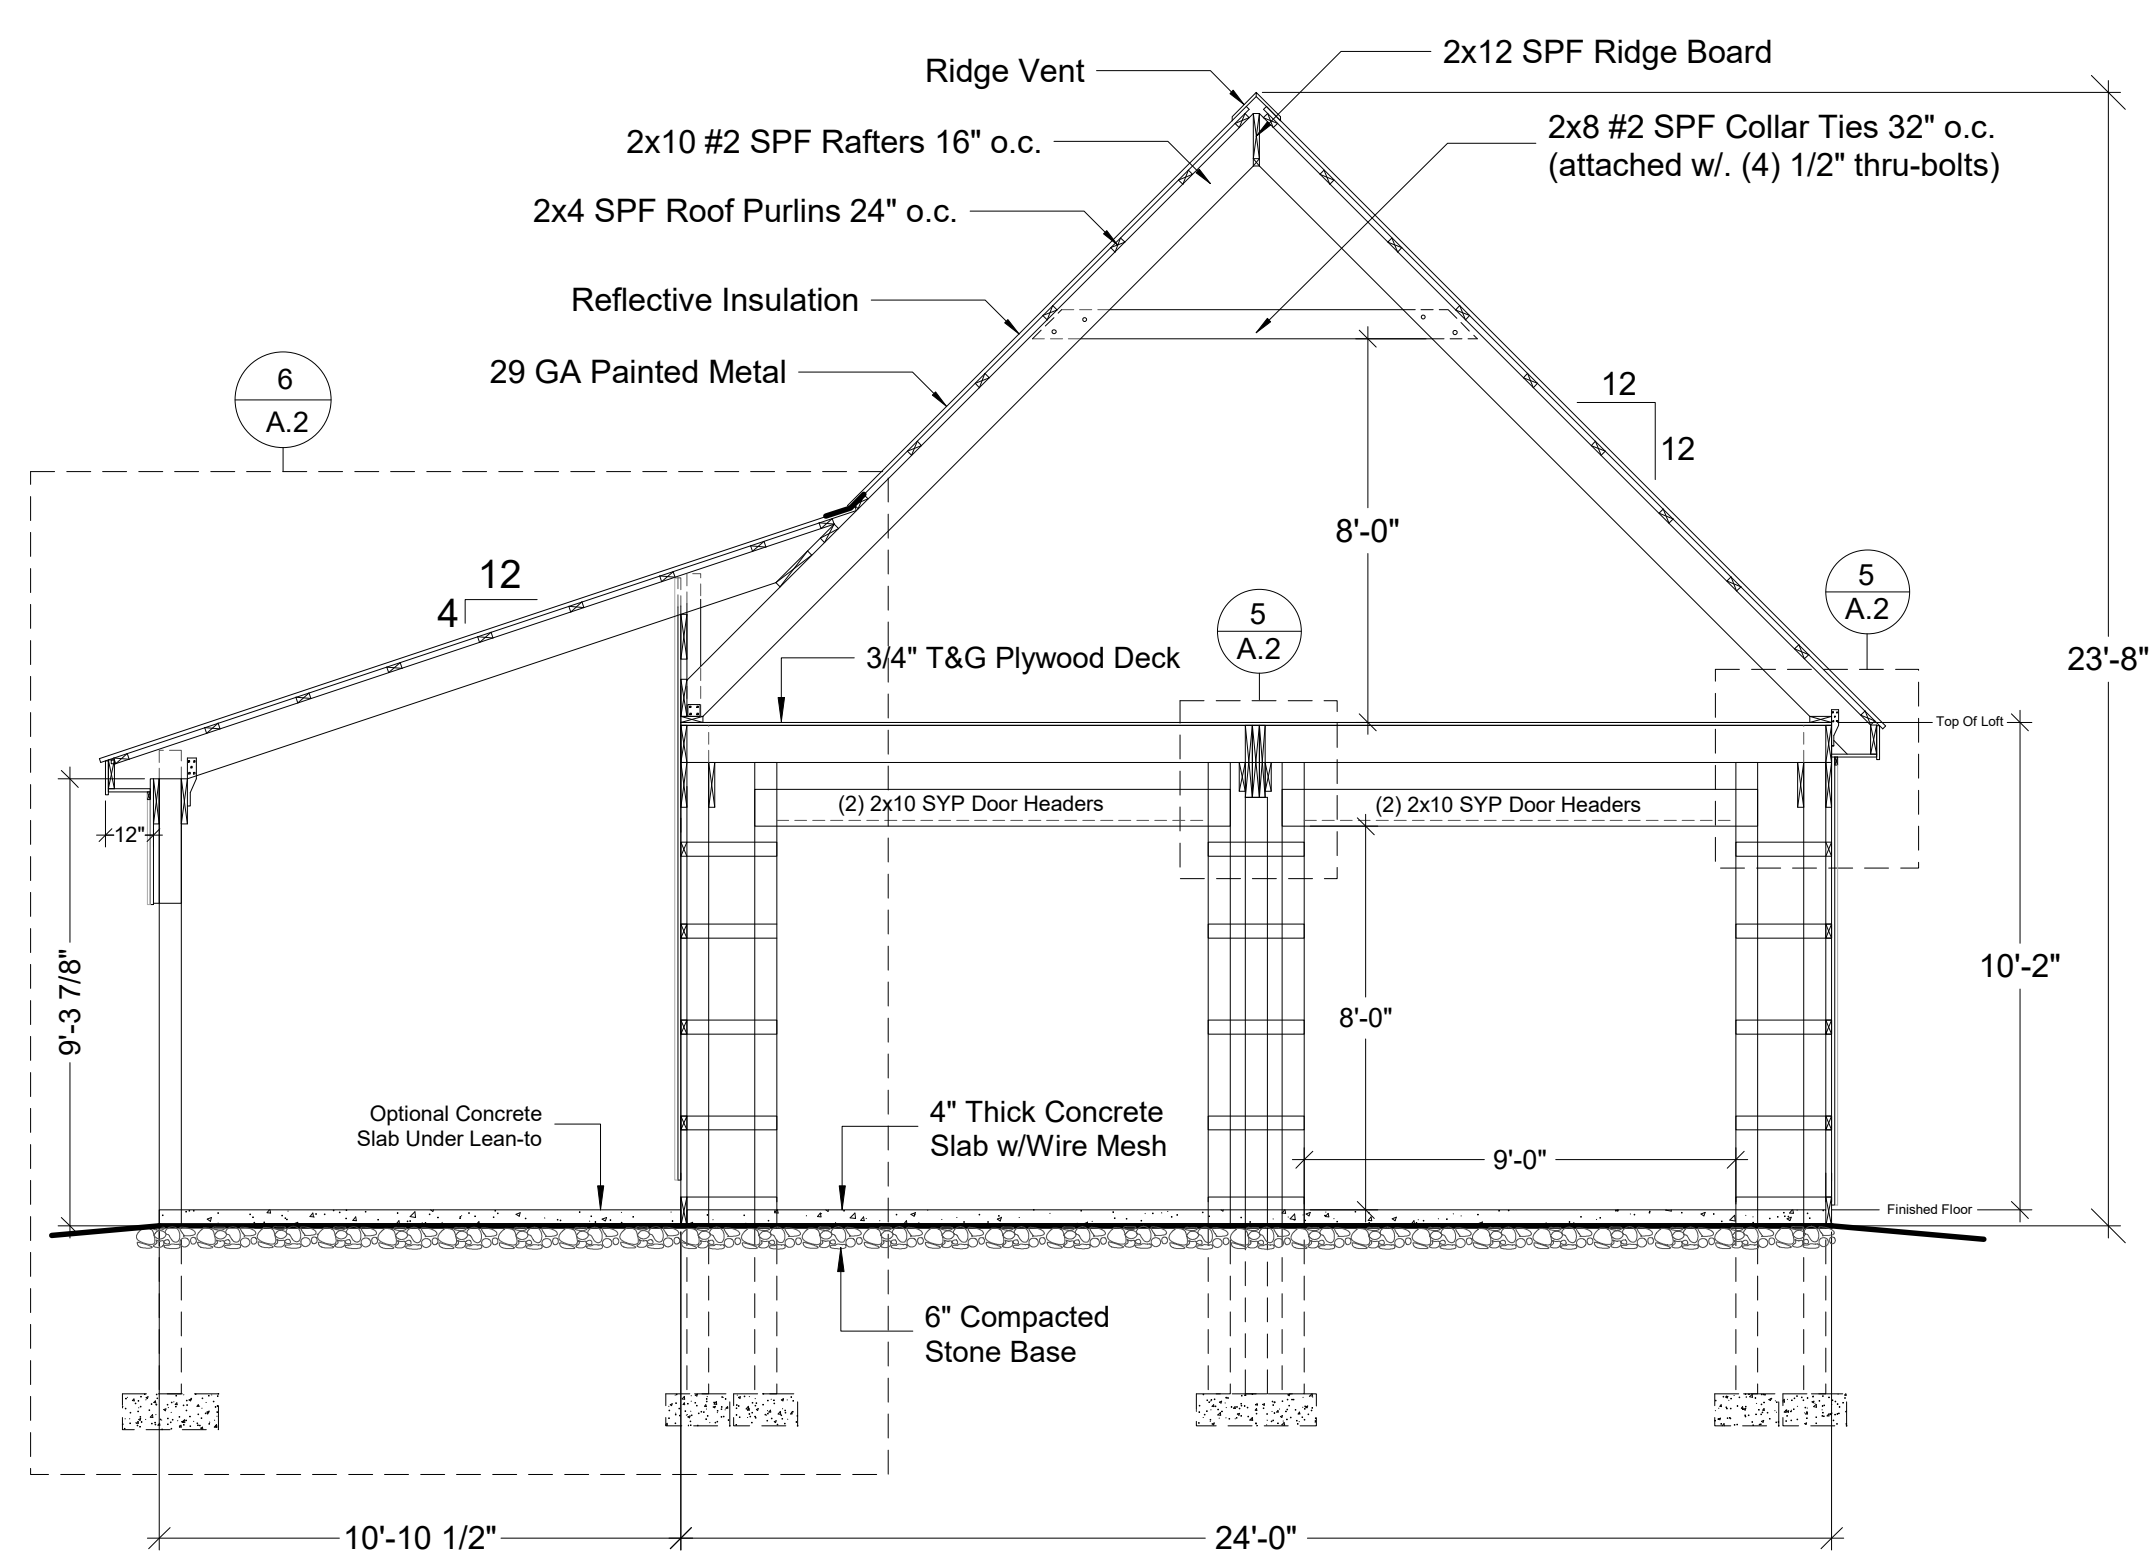 Ridge Vent
2x12 SPF Ridge Board
2x10 #2 SPF Rafters 16" o.c.
2x8 #2 SPF Collar Ties 32" o.c.
(attached w/. (4) 1/2" thru-bolts)
2x4 SPF Roof Purlins 24" o.c.
Reflective Insulation
29 GA Painted Metal
6
A.2
12
12
8'-0"
12
4
5
A.2
5
A.2
3/4" T&G Plywood Deck
23'-8"
Top Of Loft
(2) 2x10 SYP Door Headers
(2) 2x10 SYP Door Headers
12"
9'-3 7/8"
10'-2"
8'-0"
Optional Concrete
Slab Under Lean-to
4" Thick Concrete
Slab w/Wire Mesh
9'-0"
Finished Floor
6" Compacted
Stone Base
10'-10 1/2"
24'-0"